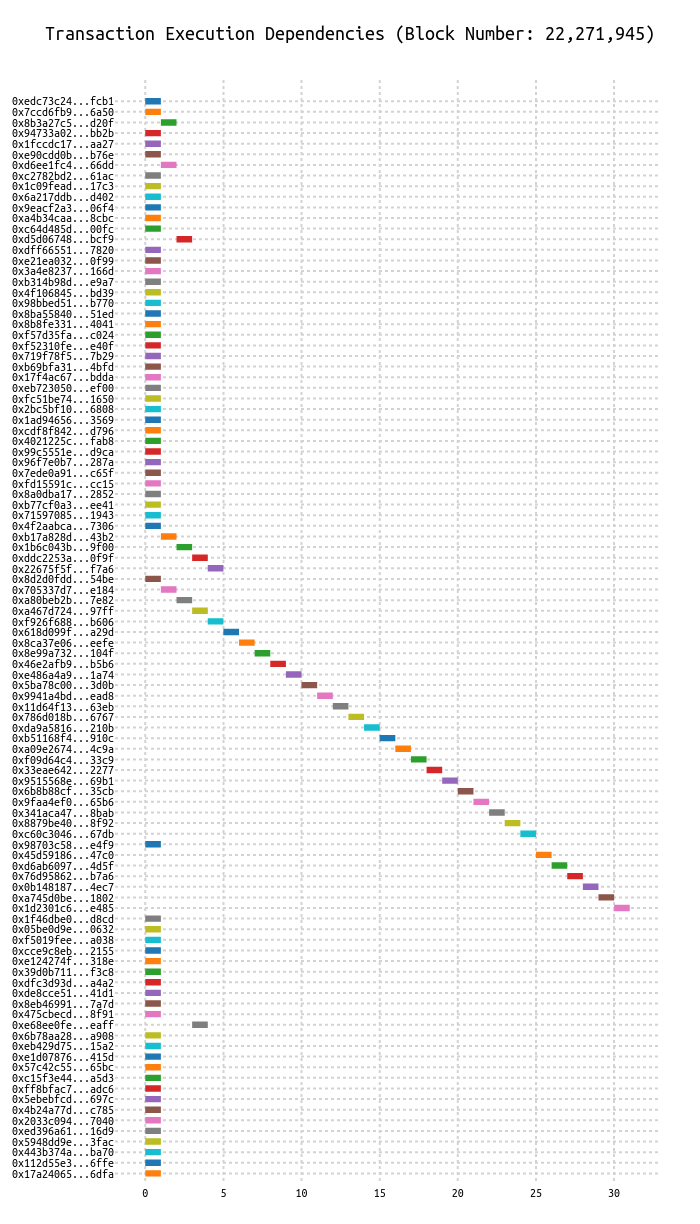 Transaction Execution Dependencies (Block Number: 22,271,945)
0xedc73c24...fcb1
0x7ccd6fb9...6a50
0x8b3a27c5...d20f
0x94733a02...bb2b
0x1fccdc17...aa27
0xe90cdd0b...b76e
0xd6ee1fc4...66dd
0xc2782bd2...61ac
0x1c09fead...17c3
0x6a217ddb...d402
0x9eacf2a3...06f4
0xa4b34caa...8cbc
0xc64d485d...00fc
0xd5d06748...bcf9
0xdff66551...7820
0xe21ea032...0f99
0x3a4e8237...166d
0xb314b98d...e9a7
0x4f106845...bd39
0x98bbed51...b770
0x8ba55840...51ed
0x8b8fe331...4041
0xf57d35fa...c024
0xf52310fe...e40f
0x719f78f5...7b29
0xb69bfa31...4bfd
0x17f4ac67...bdda
0xeb723050...ef00
0xfc51be74...1650
0x2bc5bf10...6808
0x1ad94656...3569
0xcdf8f842...d796
0x4021225c...fab8
0x99c5551e...d9ca
0x96f7e0b7...287a
0x7ede0a91...c65f
0xfd15591c...cc15
0x8a0dba17...2852
0xb77cf0a3...ee41
0x71597085...1943
0x4f2aabca...7306
0xb17a828d...43b2
0x1b6c043b...9f00
0xddc2253a...0f9f
0x22675f5f...f7a6
0x8d2d0fdd...54be
0x705337d7...e184
0xa80beb2b...7e82
0xa467d724...97ff
0xf926f688...b606
0x618d099f...a29d
0x8ca37e06...eefe
0x8e99a732...104f
0x46e2afb9...b5b6
0xe486a4a9...1a74
0x5ba78c00...3d0b
0x9941a4bd...ead8
0x11d64f13...63eb
0x786d018b...6767
0xda9a5816...210b
0xb51168f4...910c
0xa09e2674...4c9a
0xf09d64c4...33c9
0x33eae642...2277
0x9515568e...69b1
0x6b8b88cf...35cb
0x9faa4ef0...65b6
0x341aca47...8bab
0x8879be40...8f92
0xc60c3046...67db
0x98703c58...e4f9
0x45d59186...47c0
0xd6ab6097...4d5f
0x76d95862...b7a6
0x0b148187...4ec7
0xa745d0be...1802
0x1d2301c6...e485
0x1f46dbe0...d8cd
0x05be0d9e...0632
0xf5019fee...a038
0xcce9c8eb...2155
0xe124274f...318e
0x39d0b711...f3c8
0xdfc3d93d...a4a2
0xde8cce51...41d1
0x8eb46991...7a7d
0x475cbecd...8f91
0xe68ee0fe...eaff
0x6b78aa28...a908
0xeb429d75...15a2
0xe1d07876...415d
0x57c42c55...65bc
0xc15f3e44...a5d3
0xff8bfac7...adc6
0x5ebebfcd...697c
0x4b24a77d...c785
0x2033c094...7040
0xed396a61...16d9
0x5948dd9e...3fac
0x443b374a...ba70
0x112d55e3...6ffe
0x17a24065...6dfa
0 5 10 15 20 25 30